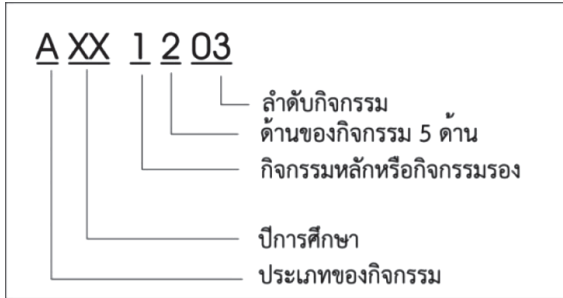 A XX 1 2 03
ลำดับกิจกรรม
ด้านของกิจกรรม 5 ด้าน
กิจกรรมหลักหรือกิจกรรมรอง
ปีการศึกษา
ประเภทของกิจกรรม